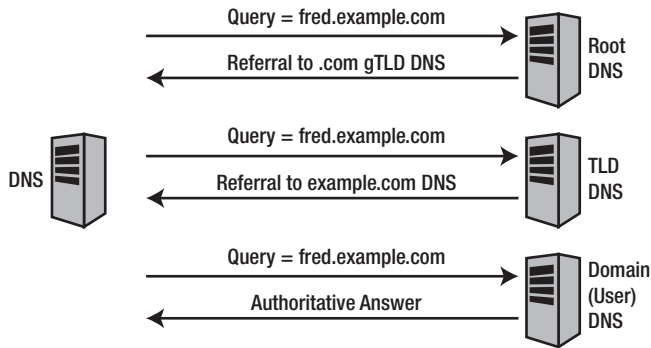 Query = fred.example.com
Referral to .com gTLD DNS
Root
DNS
DNS
Query = fred.example.com
Referral to example.com DNS
TLD
DNS
Query = fred.example.com
Authoritative Answer
Domain
(User)
DNS